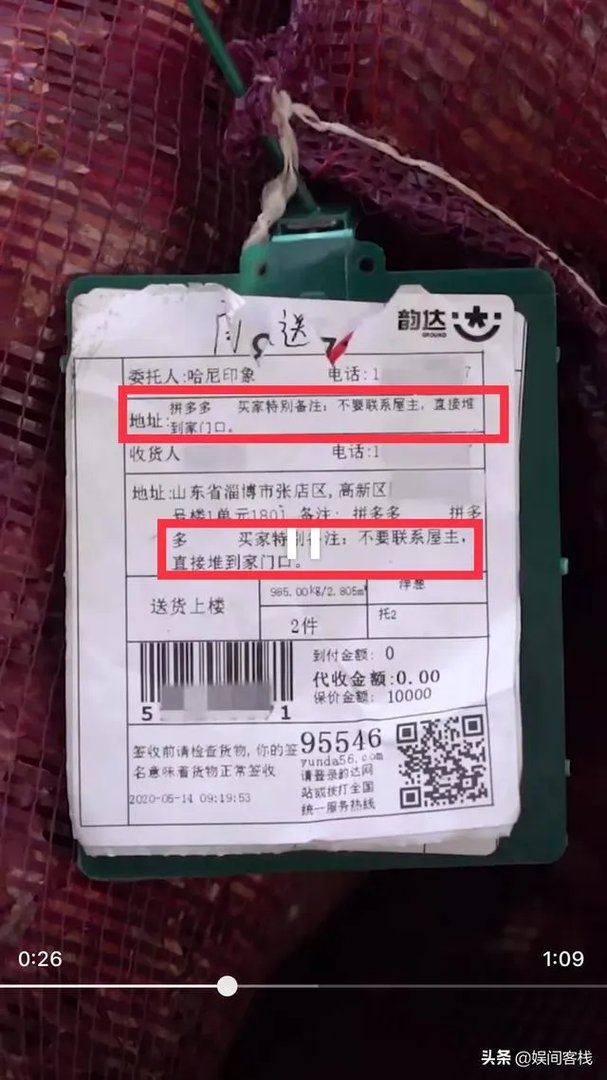 门 送
韵达
GROUND
委托人:哈尼印象 电话:1 7
地址:拼多多 买家特别备注: 不要联系屋主, 直接堆
到家门口。
收货人 电话:1
地址:山东省淄博市张店区,高新区
号楼1单元1801 备注: 拼多多 拼多
多 买家特别备注: 不要联系屋主,
直接堆到家门口。
送货上楼
985.00kg/2.805m³
洋葱
2件
托2
到付金额: 0
代收金额:0.00
保价金额: 10000
5 1
签收前请检查货物,你的签
名意味着货物正常签收
2020-05-14 09:19:53
95546
yunda56.com
请登录韵达网
站或拨打全国
统一服务热线
0:26
1:09
头条 @娱间客栈